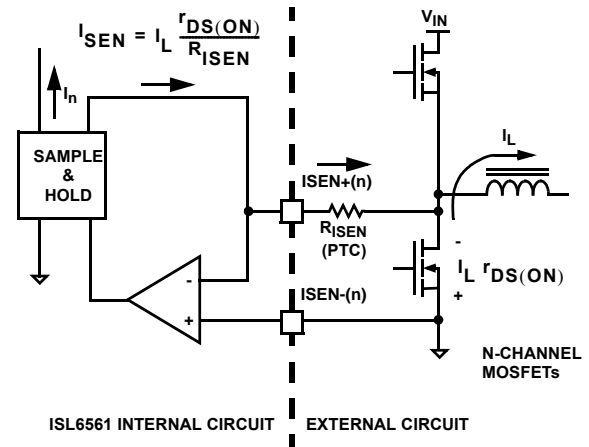 I_SEN = I_L r_DS(ON) / R_ISEN
V_IN
I_n
SAMPLE
&
HOLD
ISEN+(n)
I_L
R_ISEN
(PTC)
-
I_L r_DS(ON)
+
-
+
ISEN-(n)
N-CHANNEL
MOSFETs
ISL6561 INTERNAL CIRCUIT
EXTERNAL CIRCUIT